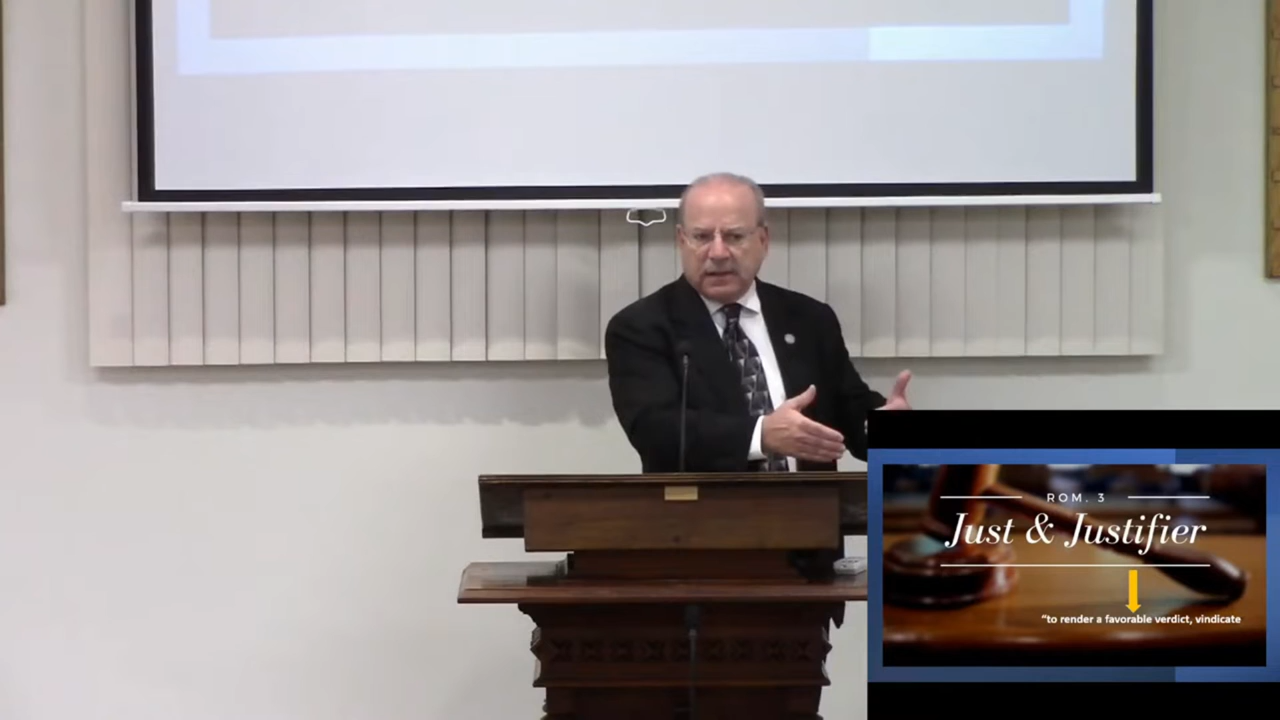 ROM. 3
Just & Justifier
“to render a favorable verdict, vindicate